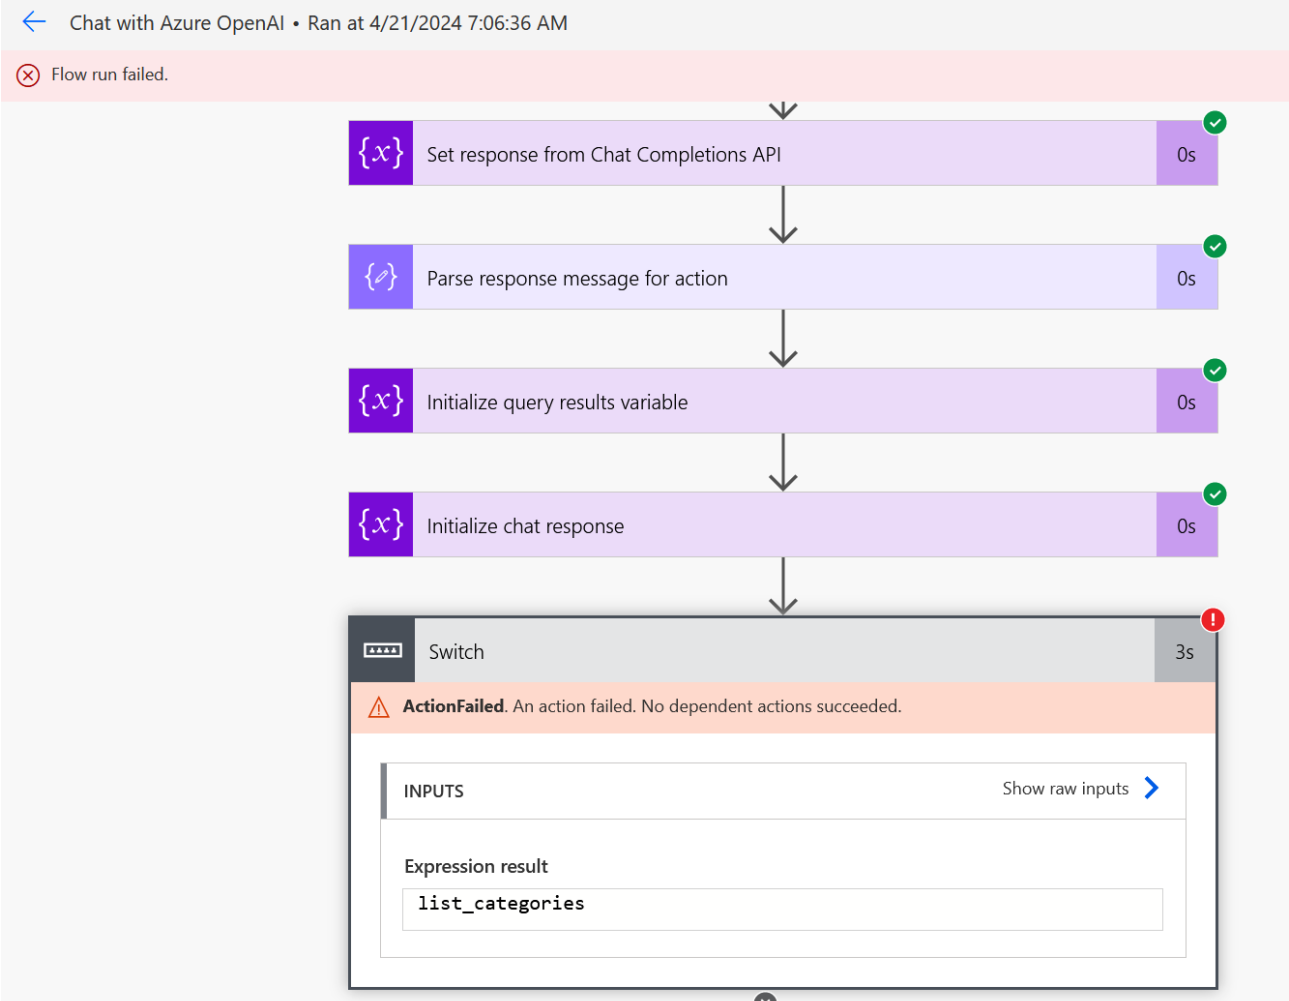 Chat with Azure OpenAI • Ran at 4/21/2024 7:06:36 AM
Flow run failed.
{x} Set response from Chat Completions API 0s
Parse response message for action 0s
{x} Initialize query results variable 0s
{x} Initialize chat response 0s
Switch 3s
ActionFailed. An action failed. No dependent actions succeeded.
INPUTS Show raw inputs
Expression result
list_categories